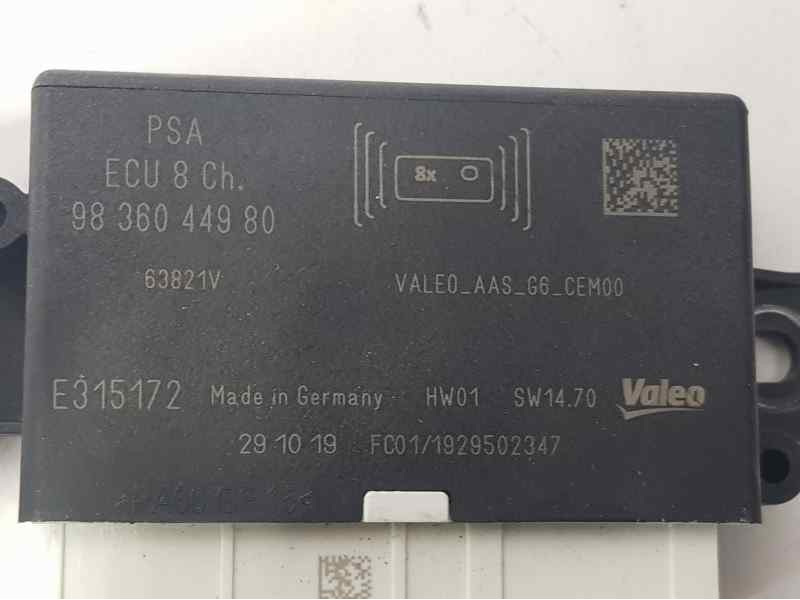 PSA
ECU 8 Ch.
98 360 449 80
8x
63821V
VALEO_AAS_G6_CEM00
E315172 Made in Germany HW01 SW14.70 Valeo
29 10 19 FC01/1929502347